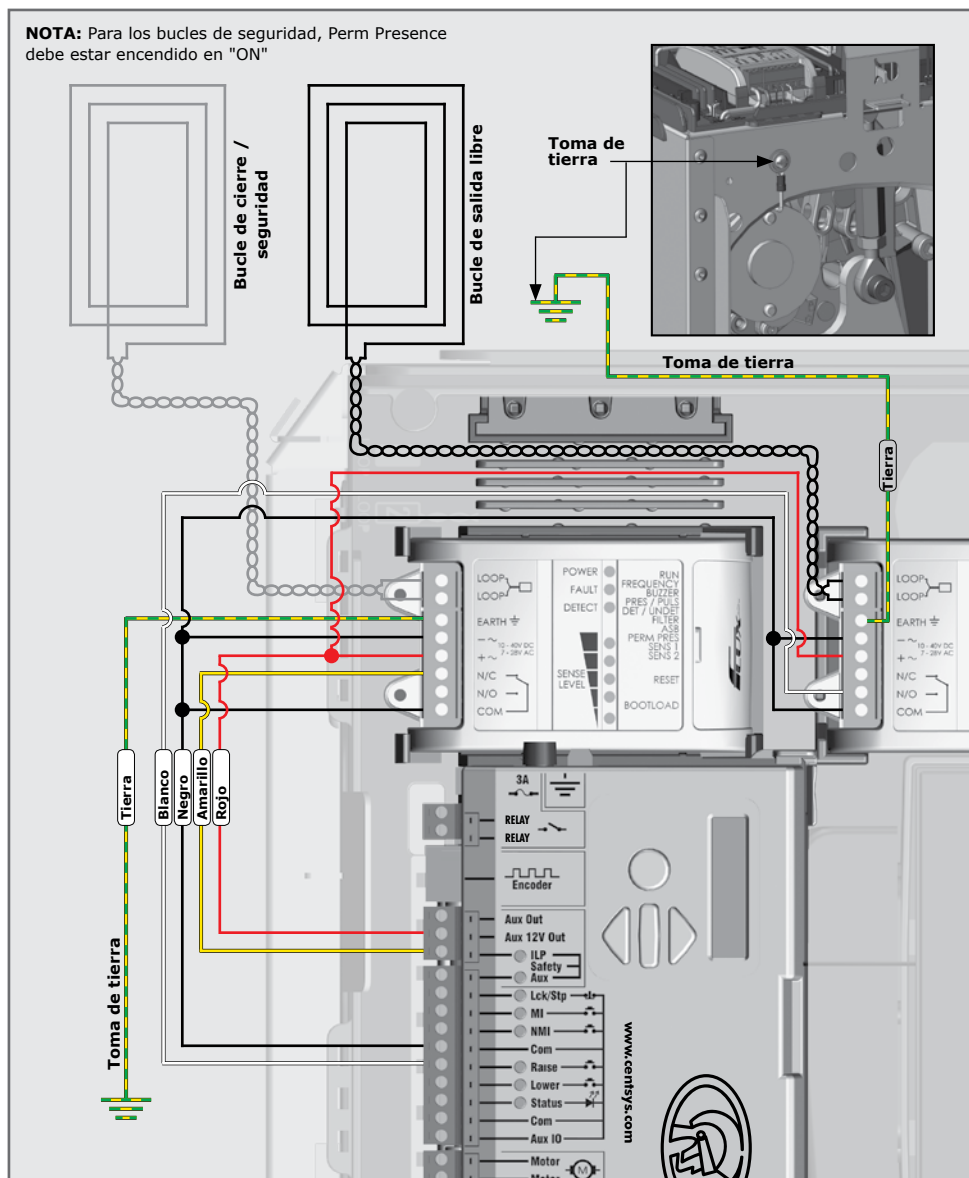 NOTA: Para los bucles de seguridad, Perm Presence
debe estar encendido en "ON"
Bucle de cierre /
seguridad
Bucle de salida libre
Toma de
tierra
Toma de tierra
Tierra
LOOP
LOOP
EARTH
- ~
+ ~
10 - 40V DC
7 - 28V AC
N/C
N/O
COM
POWER
FAULT
DETECT
SENSE
LEVEL
RUN
FREQUENCY
BUZZER
PRES / PULS
DET / UNDET
FILTER
ASB
PERM PRES
SENS 1
SENS 2
RESET
BOOTLOAD
LOOP
LOOP
EARTH
- ~
+ ~
10 - 40V DC
7 - 28V AC
N/C
N/O
COM
Tierra
Blanco
Negro
Amarillo
Rojo
Toma de tierra
3A
RELAY
RELAY
Encoder
Aux Out
Aux 12V Out
ILP
Safety
Aux
Lck/Stp
MI
NMI
Com
Raise
Lower
Status
Com
Aux IO
Motor
Motor
M
www.centsys.com